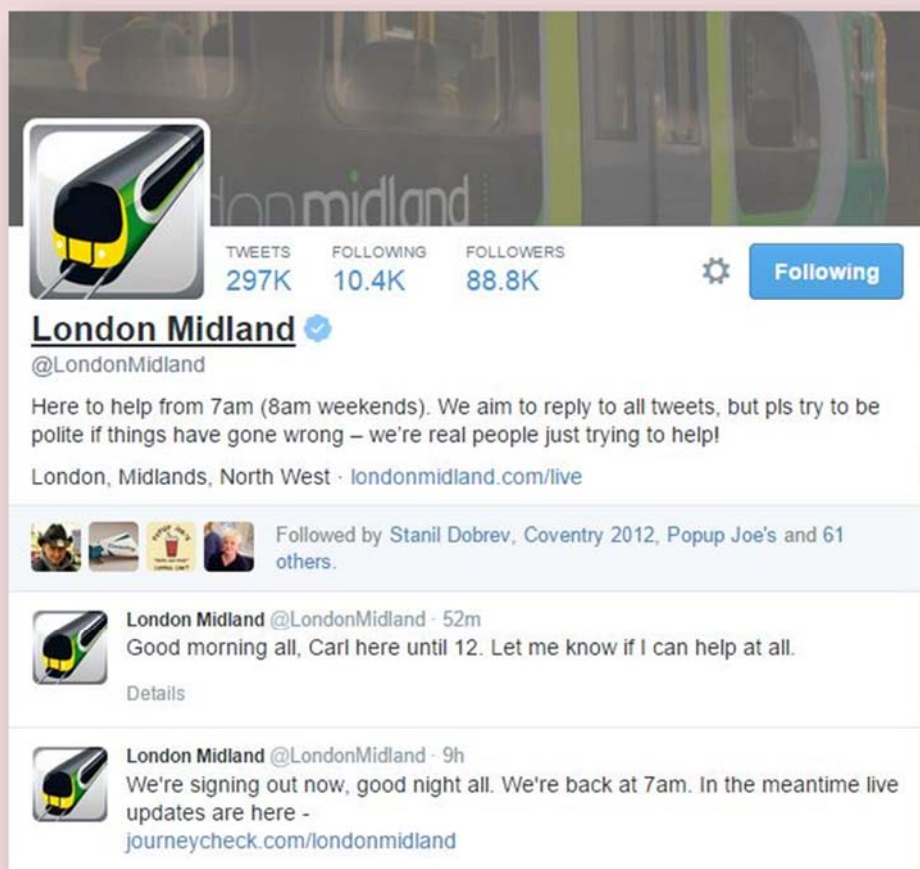 midland
TWEETS FOLLOWING FOLLOWERS
297K 10.4K 88.8K
Following
London Midland
@LondonMidland
Here to help from 7am (8am weekends). We aim to reply to all tweets, but pls try to be
polite if things have gone wrong – we're real people just trying to help!
London, Midlands, North West · londonmidland.com/live
Followed by Stanil Dobrev, Coventry 2012, Popup Joe's and 61
others.
London Midland @LondonMidland · 52m
Good morning all, Carl here until 12. Let me know if I can help at all.
Details
London Midland @LondonMidland · 9h
We're signing out now, good night all. We're back at 7am. In the meantime live
updates are here -
journeycheck.com/londonmidland